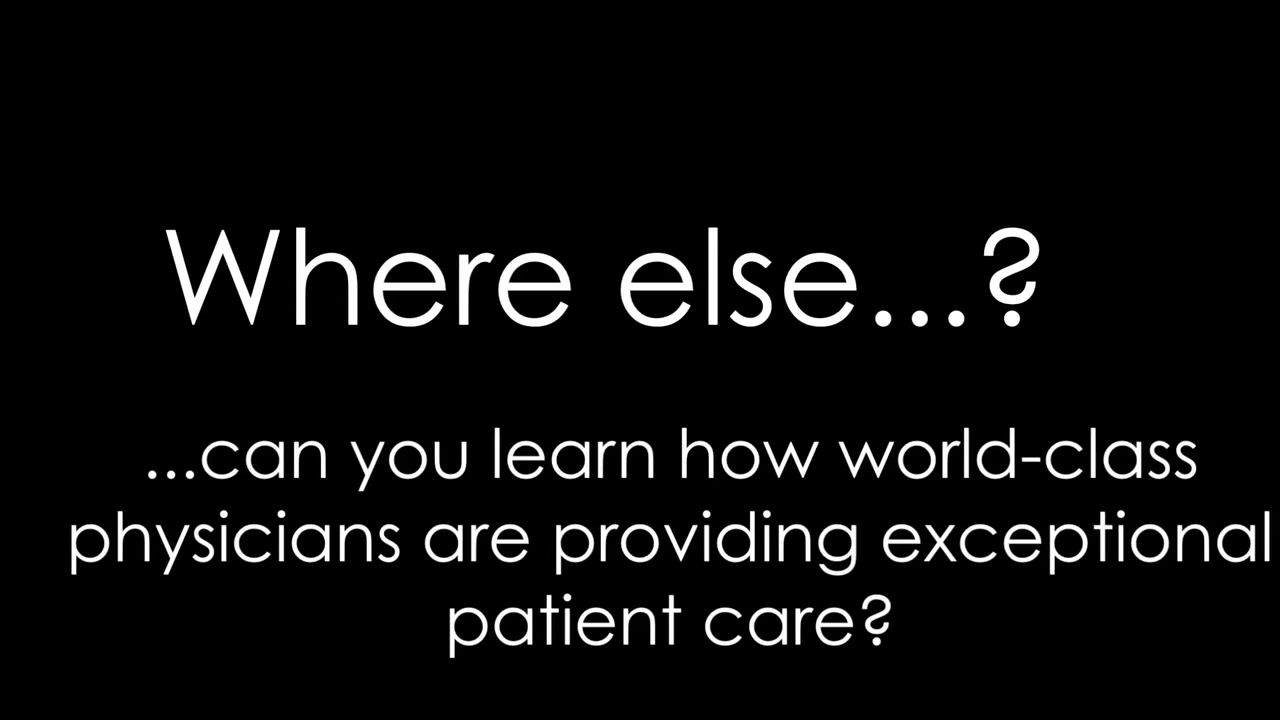 Where else...?
...can you learn how world-class
physicians are providing exceptional
patient care?